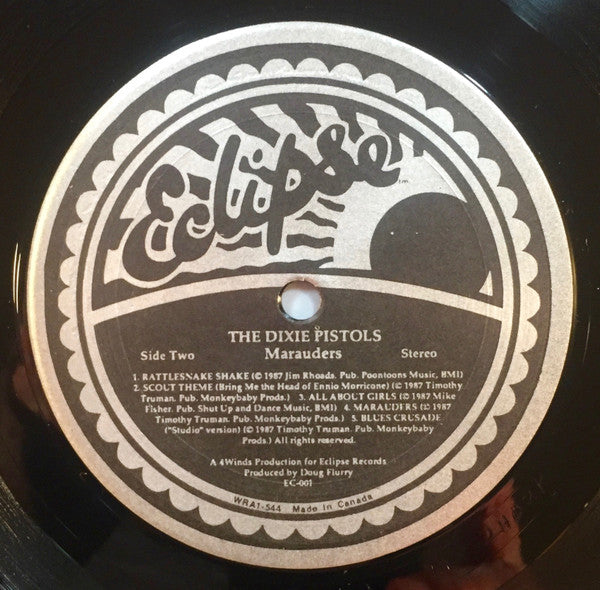 Eclipse™
THE DIXIE PISTOLS
Side Two Marauders Stereo
1. RATTLESNAKE SHAKE (© 1987 Jim Rhoads. Pub. Poontoons Music, BMI)
2. SCOUT THEME (Bring Me the Head of Ennio Morricone) (© 1987 Timothy
Truman. Pub. Monkeybaby Prods.) 3. ALL ABOUT GIRLS (© 1987 Mike
Fisher. Pub. Shut Up and Dance Music, BMI) 4. MARAUDERS (© 1987
Timothy Truman. Pub. Monkeybaby Prods.) 5. BLUES CRUSADE
("Studio" version) (© 1987 Timothy Truman. Pub. Monkeybaby
Prods.) All rights reserved.
A 4Winds Production for Eclipse Records
Produced by Doug Flurry
EC-001
WRA1-544 Made In Canada